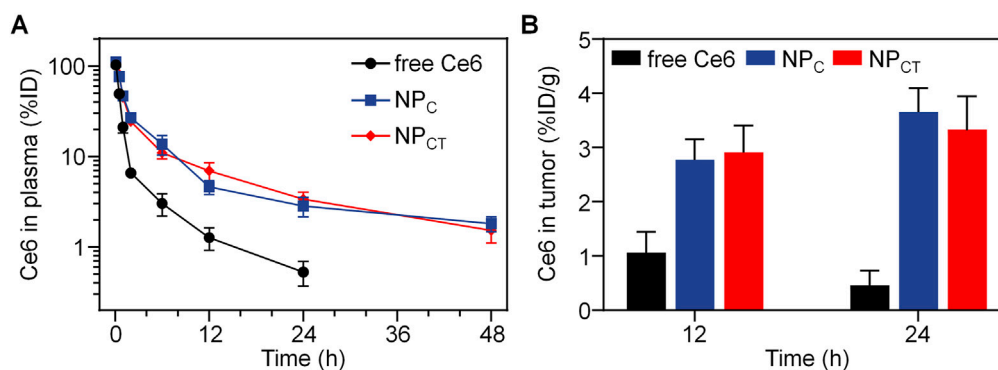 A
Ce6 in plasma (%ID)
100
10
1
free Ce6
NPC
NPCT
0 12 24 36 48
Time (h)
B
Ce6 in tumor (%ID/g)
5
4
3
2
1
0
free Ce6 NPC NPCT
12 24
Time (h)